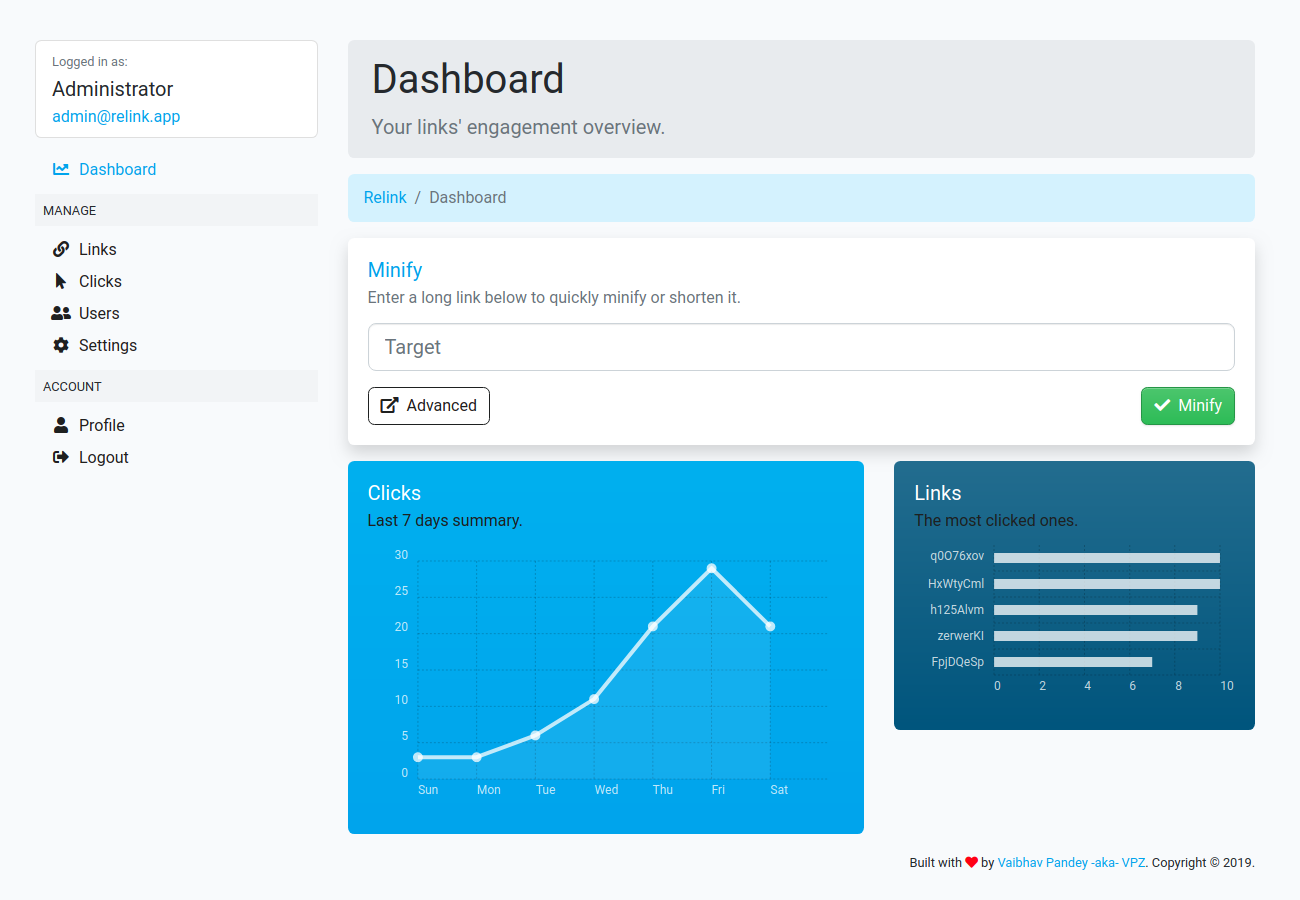 Logged in as:
Administrator
admin@relink.app
Dashboard
MANAGE
Links
Clicks
Users
Settings
ACCOUNT
Profile
Logout
Dashboard
Your links' engagement overview.
Relink / Dashboard
Minify
Enter a long link below to quickly minify or shorten it.
Target
Advanced
Minify
Clicks
Last 7 days summary.
30
25
20
15
10
5
0
Sun Mon Tue Wed Thu Fri Sat
Links
The most clicked ones.
q0O76xov
HxWtyCml
h125Alvm
zerwerKI
FpjDQeSp
0 2 4 6 8 10
Built with by Vaibhav Pandey -aka- VPZ. Copyright © 2019.